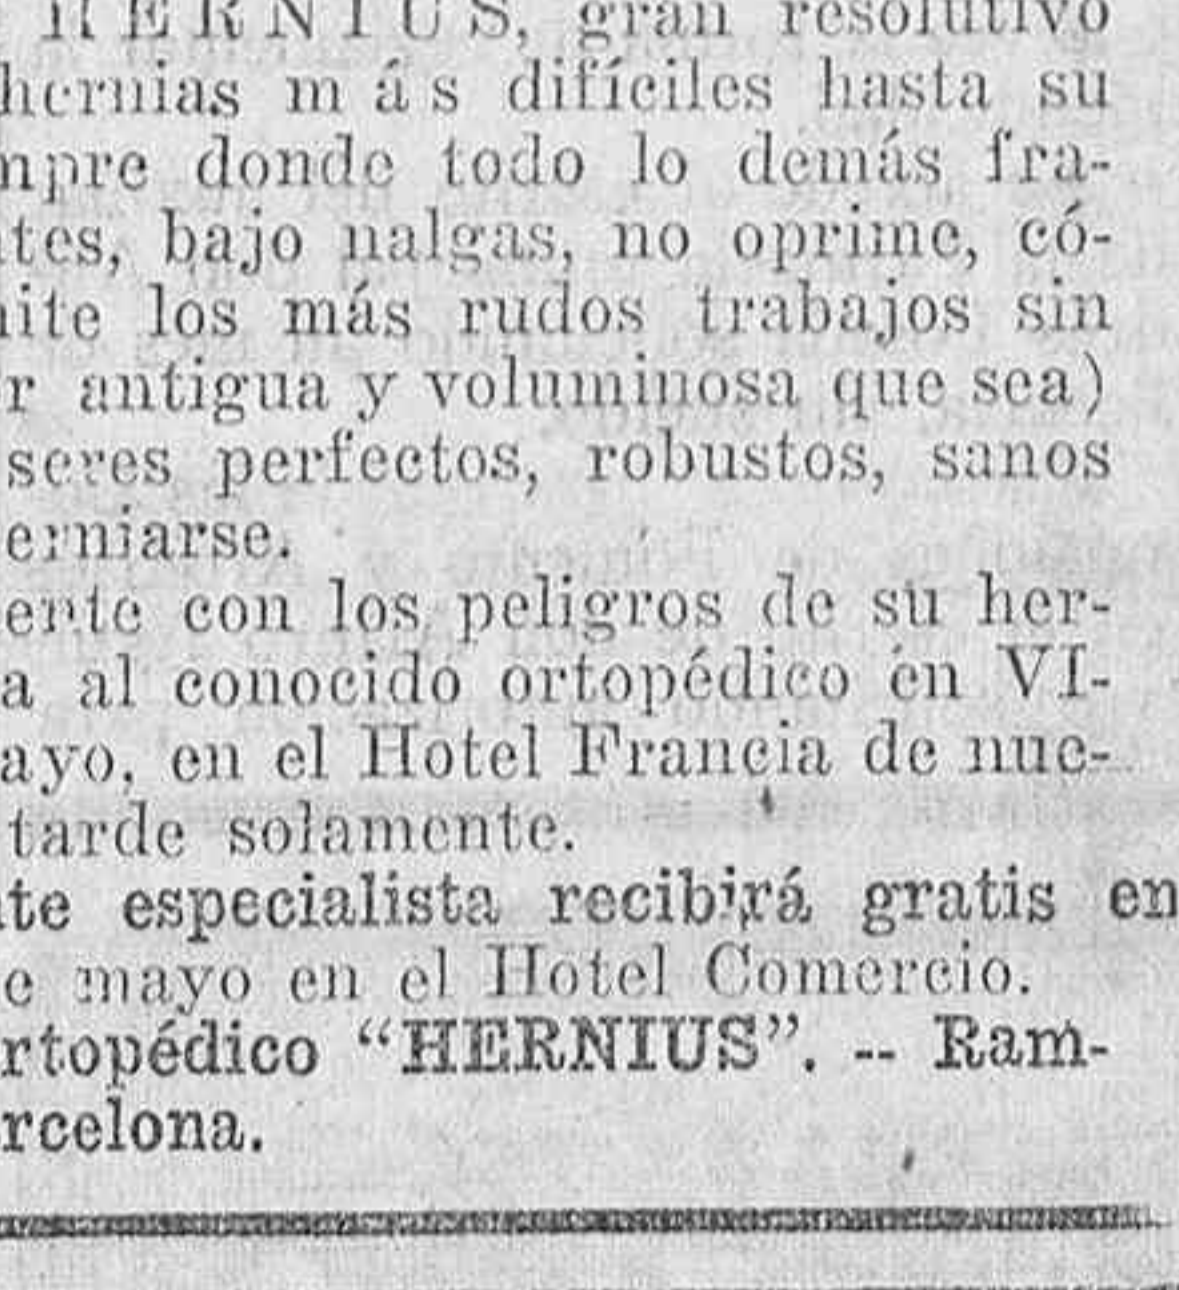 HERNIUS, gran resolutivo
hernias más difíciles hasta su
mpre donde todo lo demás fra-
ntes, bajo nalgas, no oprime, có-
nite los más rudos trabajos sin
r antigua y voluminosa que sea)
seres perfectos, robustos, sanos
erniarse.
ente con los peligros de su her-
a al conocido ortopédico en VI-
ayo, en el Hotel Francia de nue-
tarde solamente.
te especialista recibirá gratis en
e mayo en el Hotel Comercio.
rtopédico “HERNIUS”. -- Ram-
rcelona.